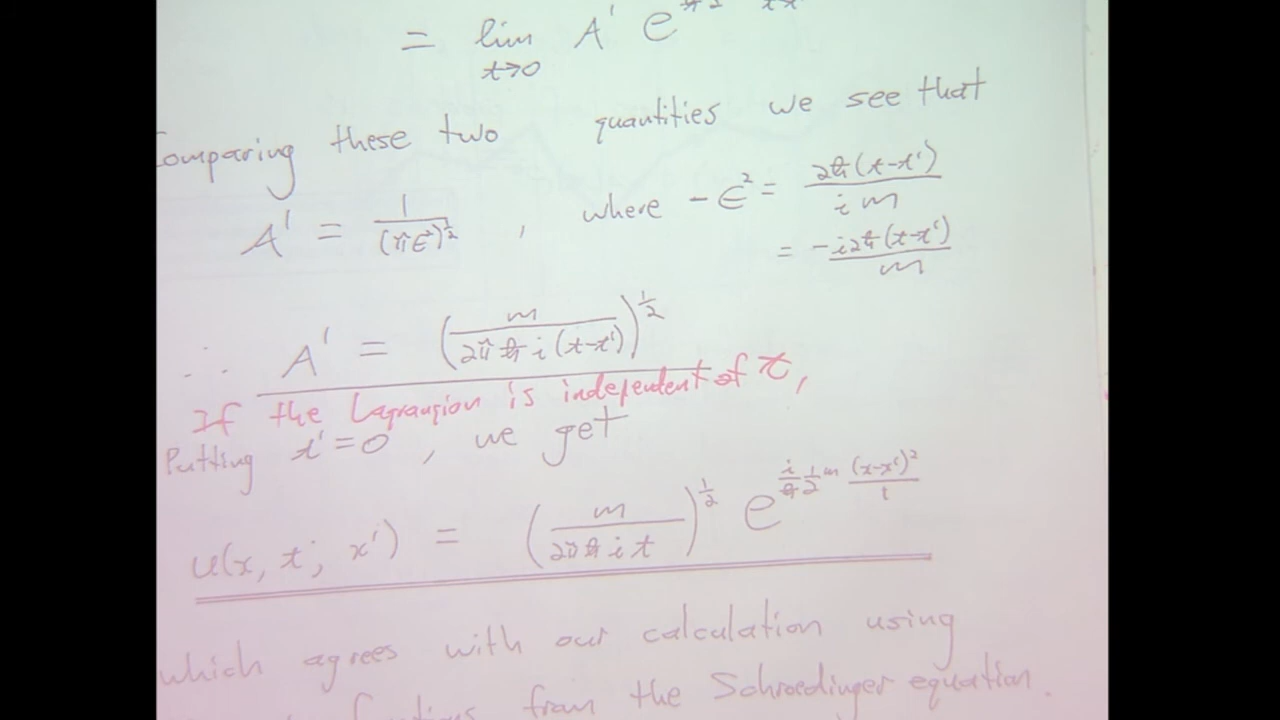 = lim A' e
t→0
Comparing these two quantities we see that
A' = 1/(πϵ²)^½ , where -ϵ² = 2ħ(t-t')/im
= -i2ħ(t-t')/m
∴ A' = (m/2πħi(t-t'))^½
If the Lagrangian is independent of t,
Putting t'=0, we get
u(x, t; x') = (m/2πħit)^½ e^{i/ħ ½ m (x-x')²/t}
which agrees with our calculation using
from the Schroedinger equation.